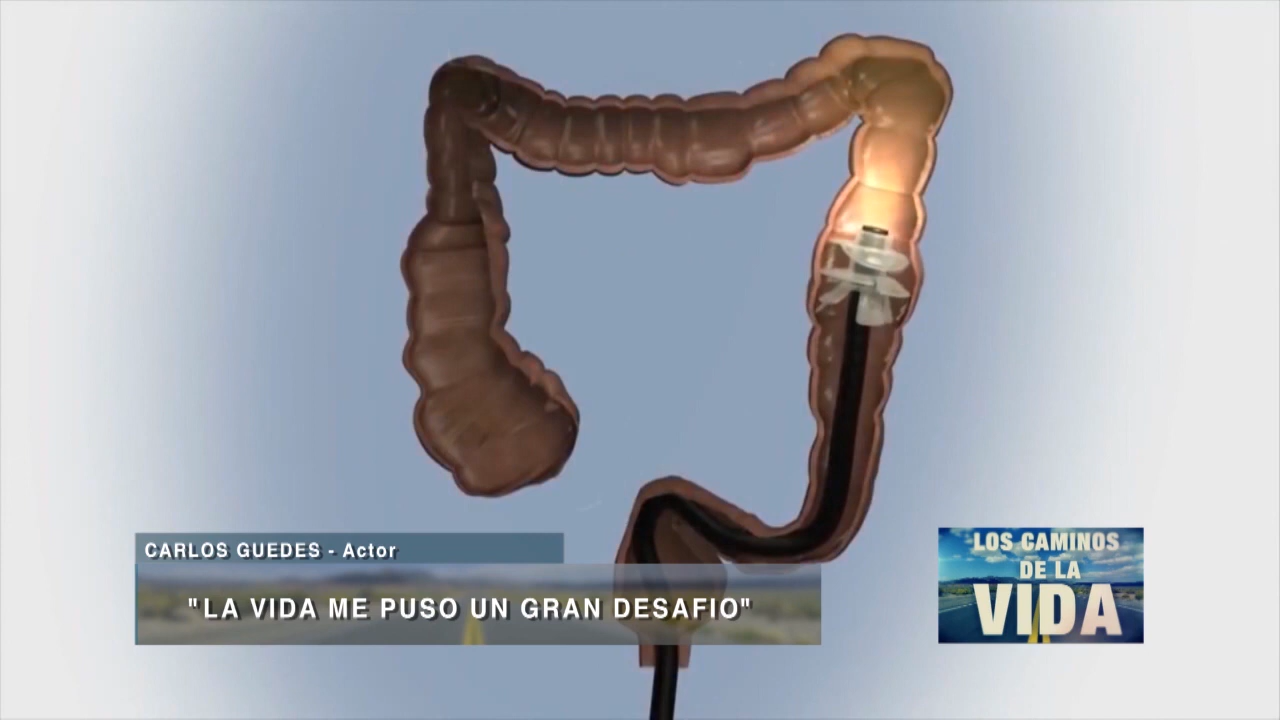 CARLOS GUEDES - Actor
"LA VIDA ME PUSO UN GRAN DESAFIO"
LOS CAMINOS
DE LA
VIDA